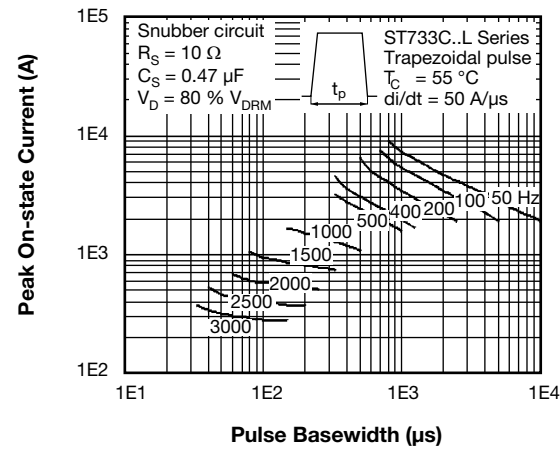 1E5
Snubber circuit
R_S = 10 Ω
C_S = 0.47 µF
V_D = 80 % V_DRM
t_p
ST733C..L Series
Trapezoidal pulse
T_C = 55 °C
di/dt = 50 A/µs
Peak On-state Current (A)
1E4
50 Hz
100
200
400
500
1000
1500
2000
2500
3000
1E3
1E2
1E1
1E2
1E3
1E4
Pulse Basewidth (µs)